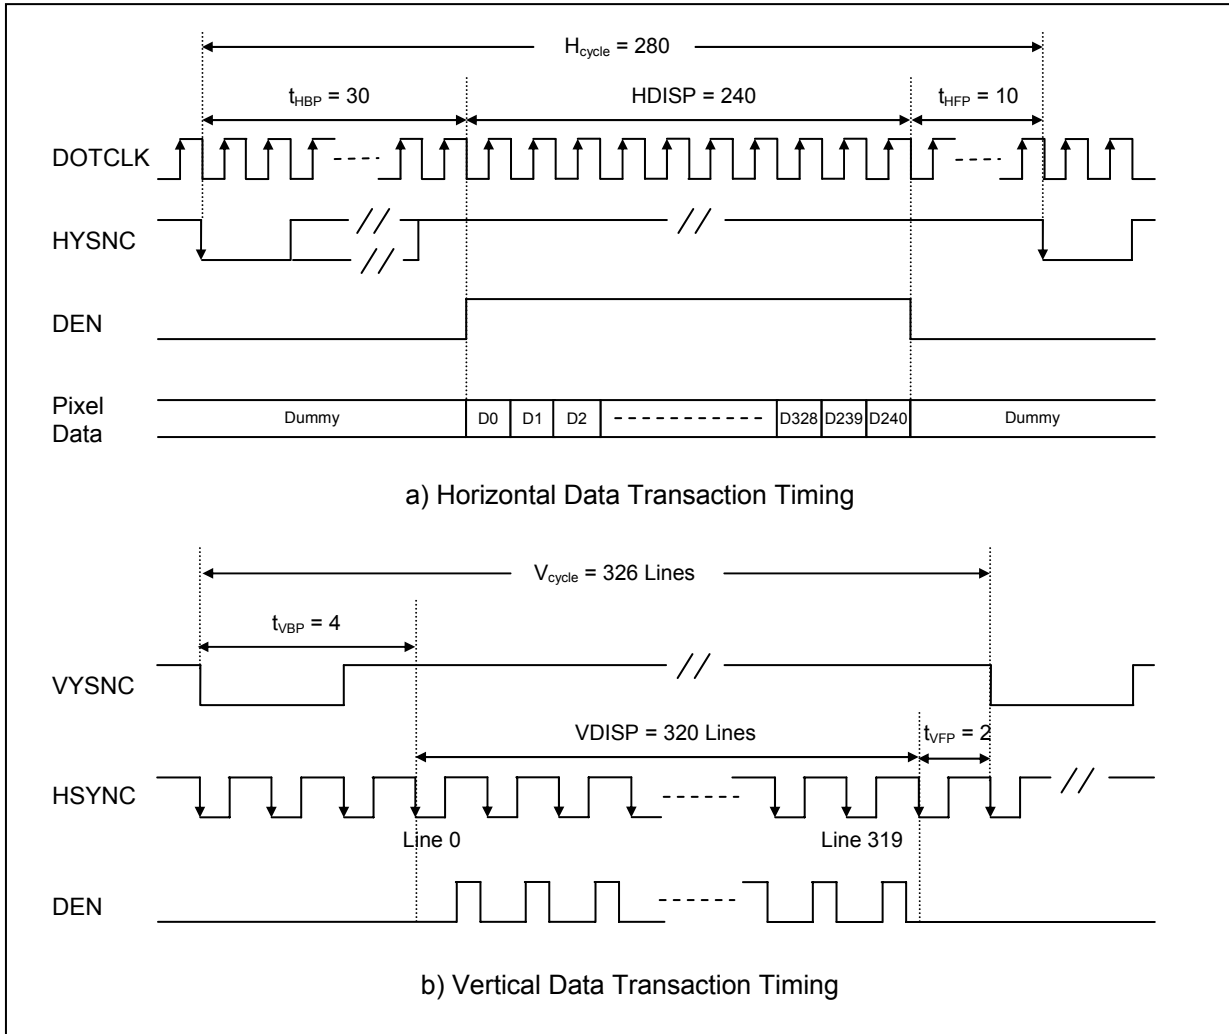 Hcycle = 280
tHBP = 30
HDISP = 240
tHFP = 10
DOTCLK
HYSNC
DEN
Pixel Data
Dummy
D0
D1
D2
D328
D239
D240
Dummy
a) Horizontal Data Transaction Timing
Vcycle = 326 Lines
tVBP = 4
VYSNC
VDISP = 320 Lines
tVFP = 2
HSYNC
Line 0
Line 319
DEN
b) Vertical Data Transaction Timing